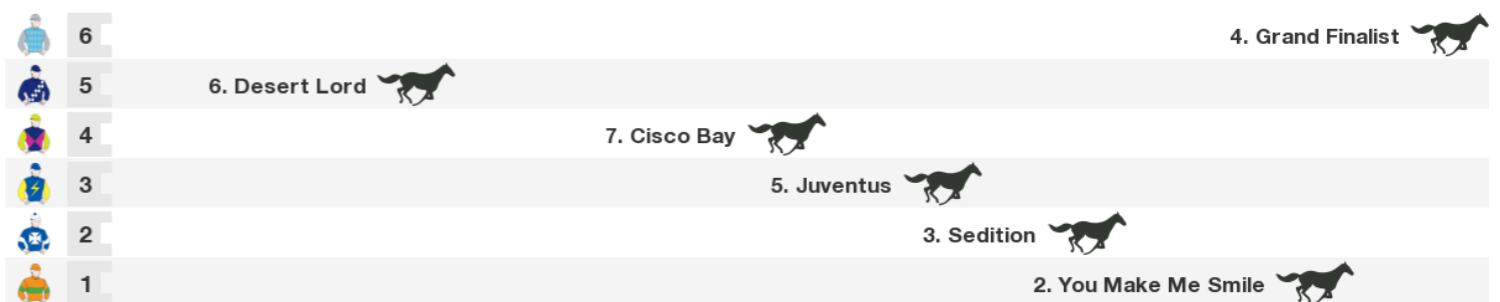 6 4. Grand Finalist
5 6. Desert Lord
4 7. Cisco Bay
3 5. Juventus
2 3. Sedition
1 2. You Make Me Smile